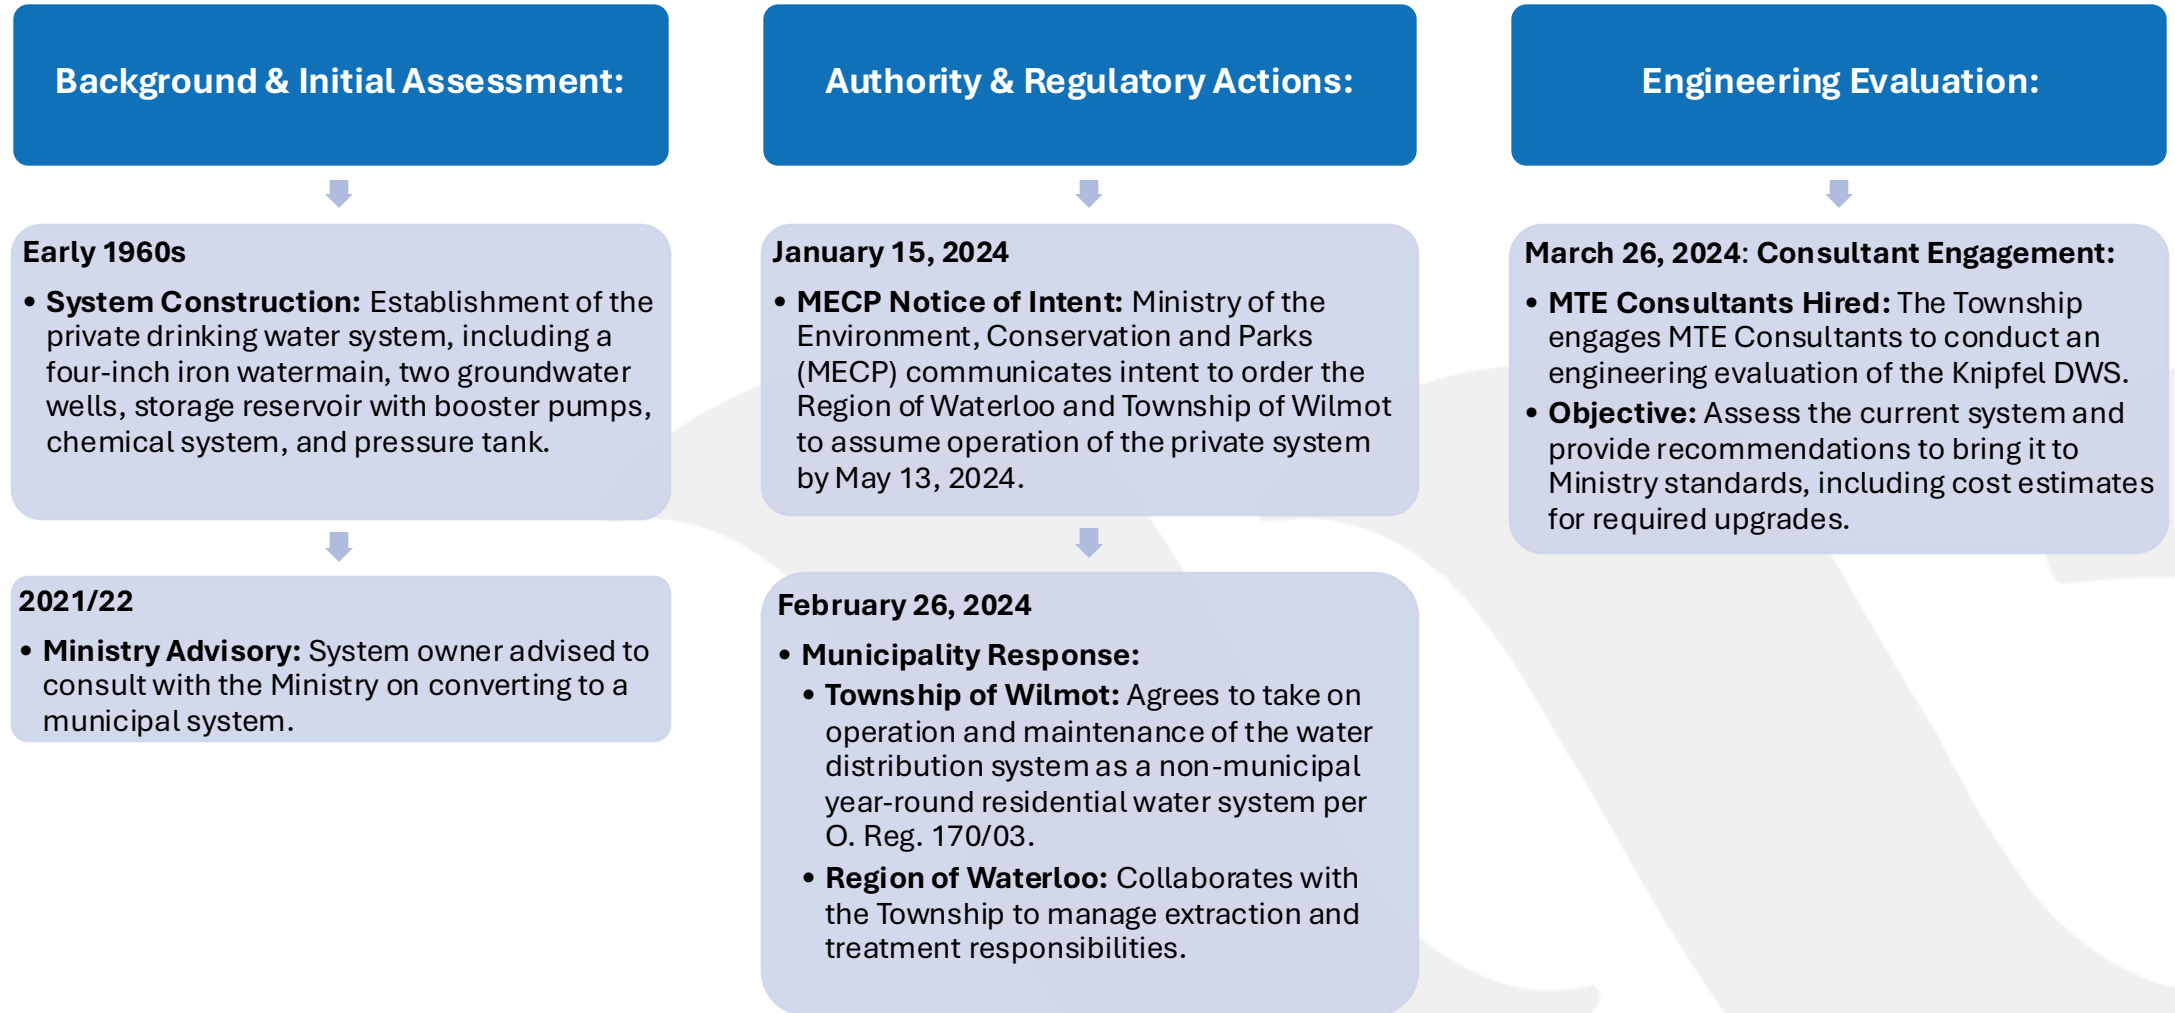 Background & Initial Assessment:
Early 1960s
• System Construction: Establishment of the
private drinking water system, including a
four-inch iron watermain, two groundwater
wells, storage reservoir with booster pumps,
chemical system, and pressure tank.
2021/22
• Ministry Advisory: System owner advised to
consult with the Ministry on converting to a
municipal system.
Authority & Regulatory Actions:
January 15, 2024
• MECP Notice of Intent: Ministry of the
Environment, Conservation and Parks
(MECP) communicates intent to order the
Region of Waterloo and Township of Wilmot
to assume operation of the private system
by May 13, 2024.
February 26, 2024
• Municipality Response:
• Township of Wilmot: Agrees to take on
operation and maintenance of the water
distribution system as a non-municipal
year-round residential water system per
O. Reg. 170/03.
• Region of Waterloo: Collaborates with
the Township to manage extraction and
treatment responsibilities.
Engineering Evaluation:
March 26, 2024: Consultant Engagement:
• MTE Consultants Hired: The Township
engages MTE Consultants to conduct an
engineering evaluation of the Knipfel DWS.
• Objective: Assess the current system and
provide recommendations to bring it to
Ministry standards, including cost estimates
for required upgrades.